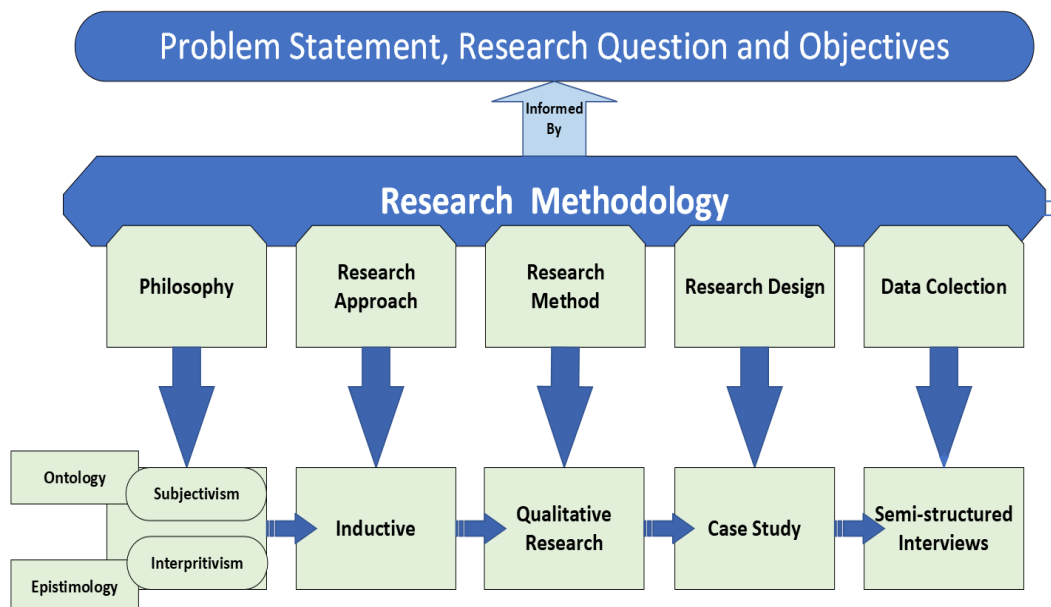 Problem Statement, Research Question and Objectives
Informed
By
Research Methodology
Philosophy
Research
Approach
Research
Method
Research Design
Data Colection
Ontology
Subjectivism
Interpritivism
Epistimology
Inductive
Qualitative
Research
Case Study
Semi-structured
Interviews